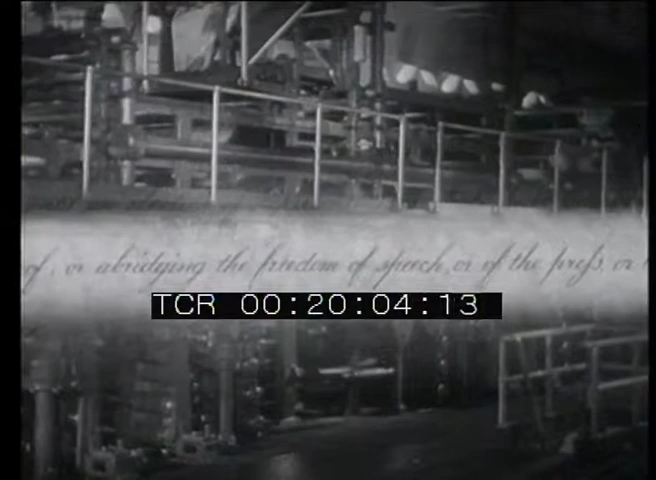 of, or abridging the freedom of speech, or of the press, or
TCR 00:20:04:13